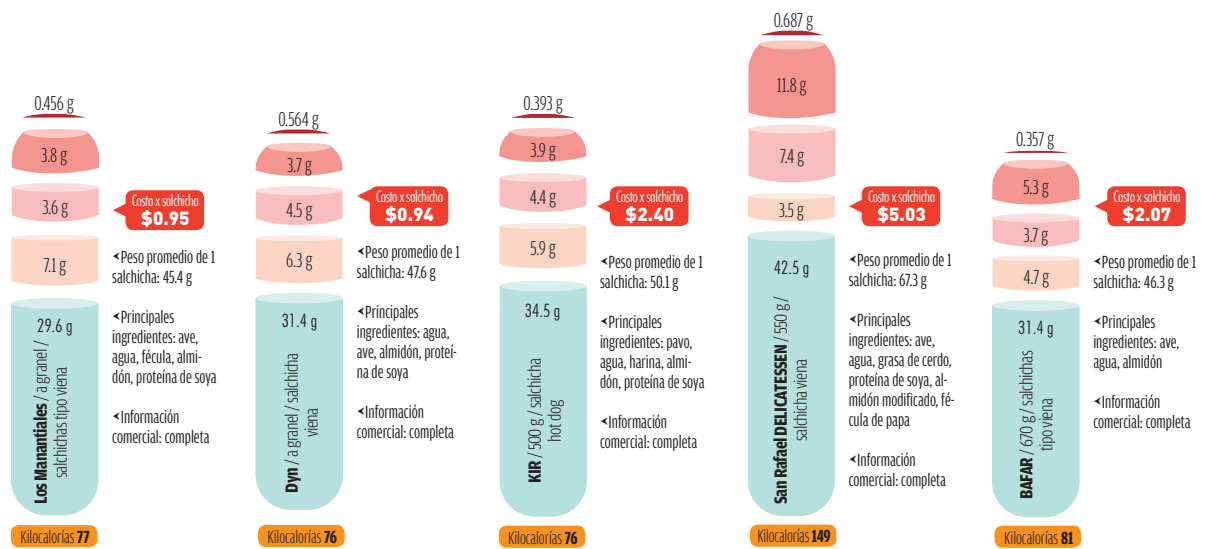 0.456 g
3.8 g
3.6 g
7.1 g
29.6 g
Los Manantiales / a granel /
salchichas tipo viena
Costo x salchicha
$0.95
Peso promedio de 1
salchicha: 45.4 g
Principales
ingredientes: ave,
agua, fécula, almi-
dón, proteína de soya
Información
comercial: completa
Kilocalorías 77
0.564 g
3.7 g
4.5 g
6.3 g
31.4 g
Dyn / a granel / salchicha
viena
Costo x salchicha
$0.94
Peso promedio de 1
salchicha: 47.6 g
Principales
ingredientes: agua,
ave, almidón, proteí-
na de soya
Información
comercial: completa
Kilocalorías 76
0.393 g
3.9 g
4.4 g
5.9 g
34.5 g
KIR / 500 g / salchicha
hot dog
Costo x salchicha
$2.40
Peso promedio de 1
salchicha: 50.1 g
Principales
ingredientes: pavo,
agua, harina, almi-
dón, proteína de soya
Información
comercial: completa
Kilocalorías 76
0.687 g
11.8 g
7.4 g
3.5 g
42.5 g
San Rafael DELICATESSEN / 550 g /
salchicha viena
Costo x salchicha
$5.03
Peso promedio de 1
salchicha: 67.3 g
Principales
ingredientes: ave,
agua, grasa de cerdo,
proteína de soya, al-
midón modificado, fé-
cula de papa
Información
comercial: completa
Kilocalorías 149
0.357 g
5.3 g
3.7 g
4.7 g
31.4 g
BAFAR / 670 g / salchichas
tipo viena
Costo x salchicha
$2.07
Peso promedio de 1
salchicha: 46.3 g
Principales
ingredientes: ave,
agua, almidón
Información
comercial: completa
Kilocalorías 81